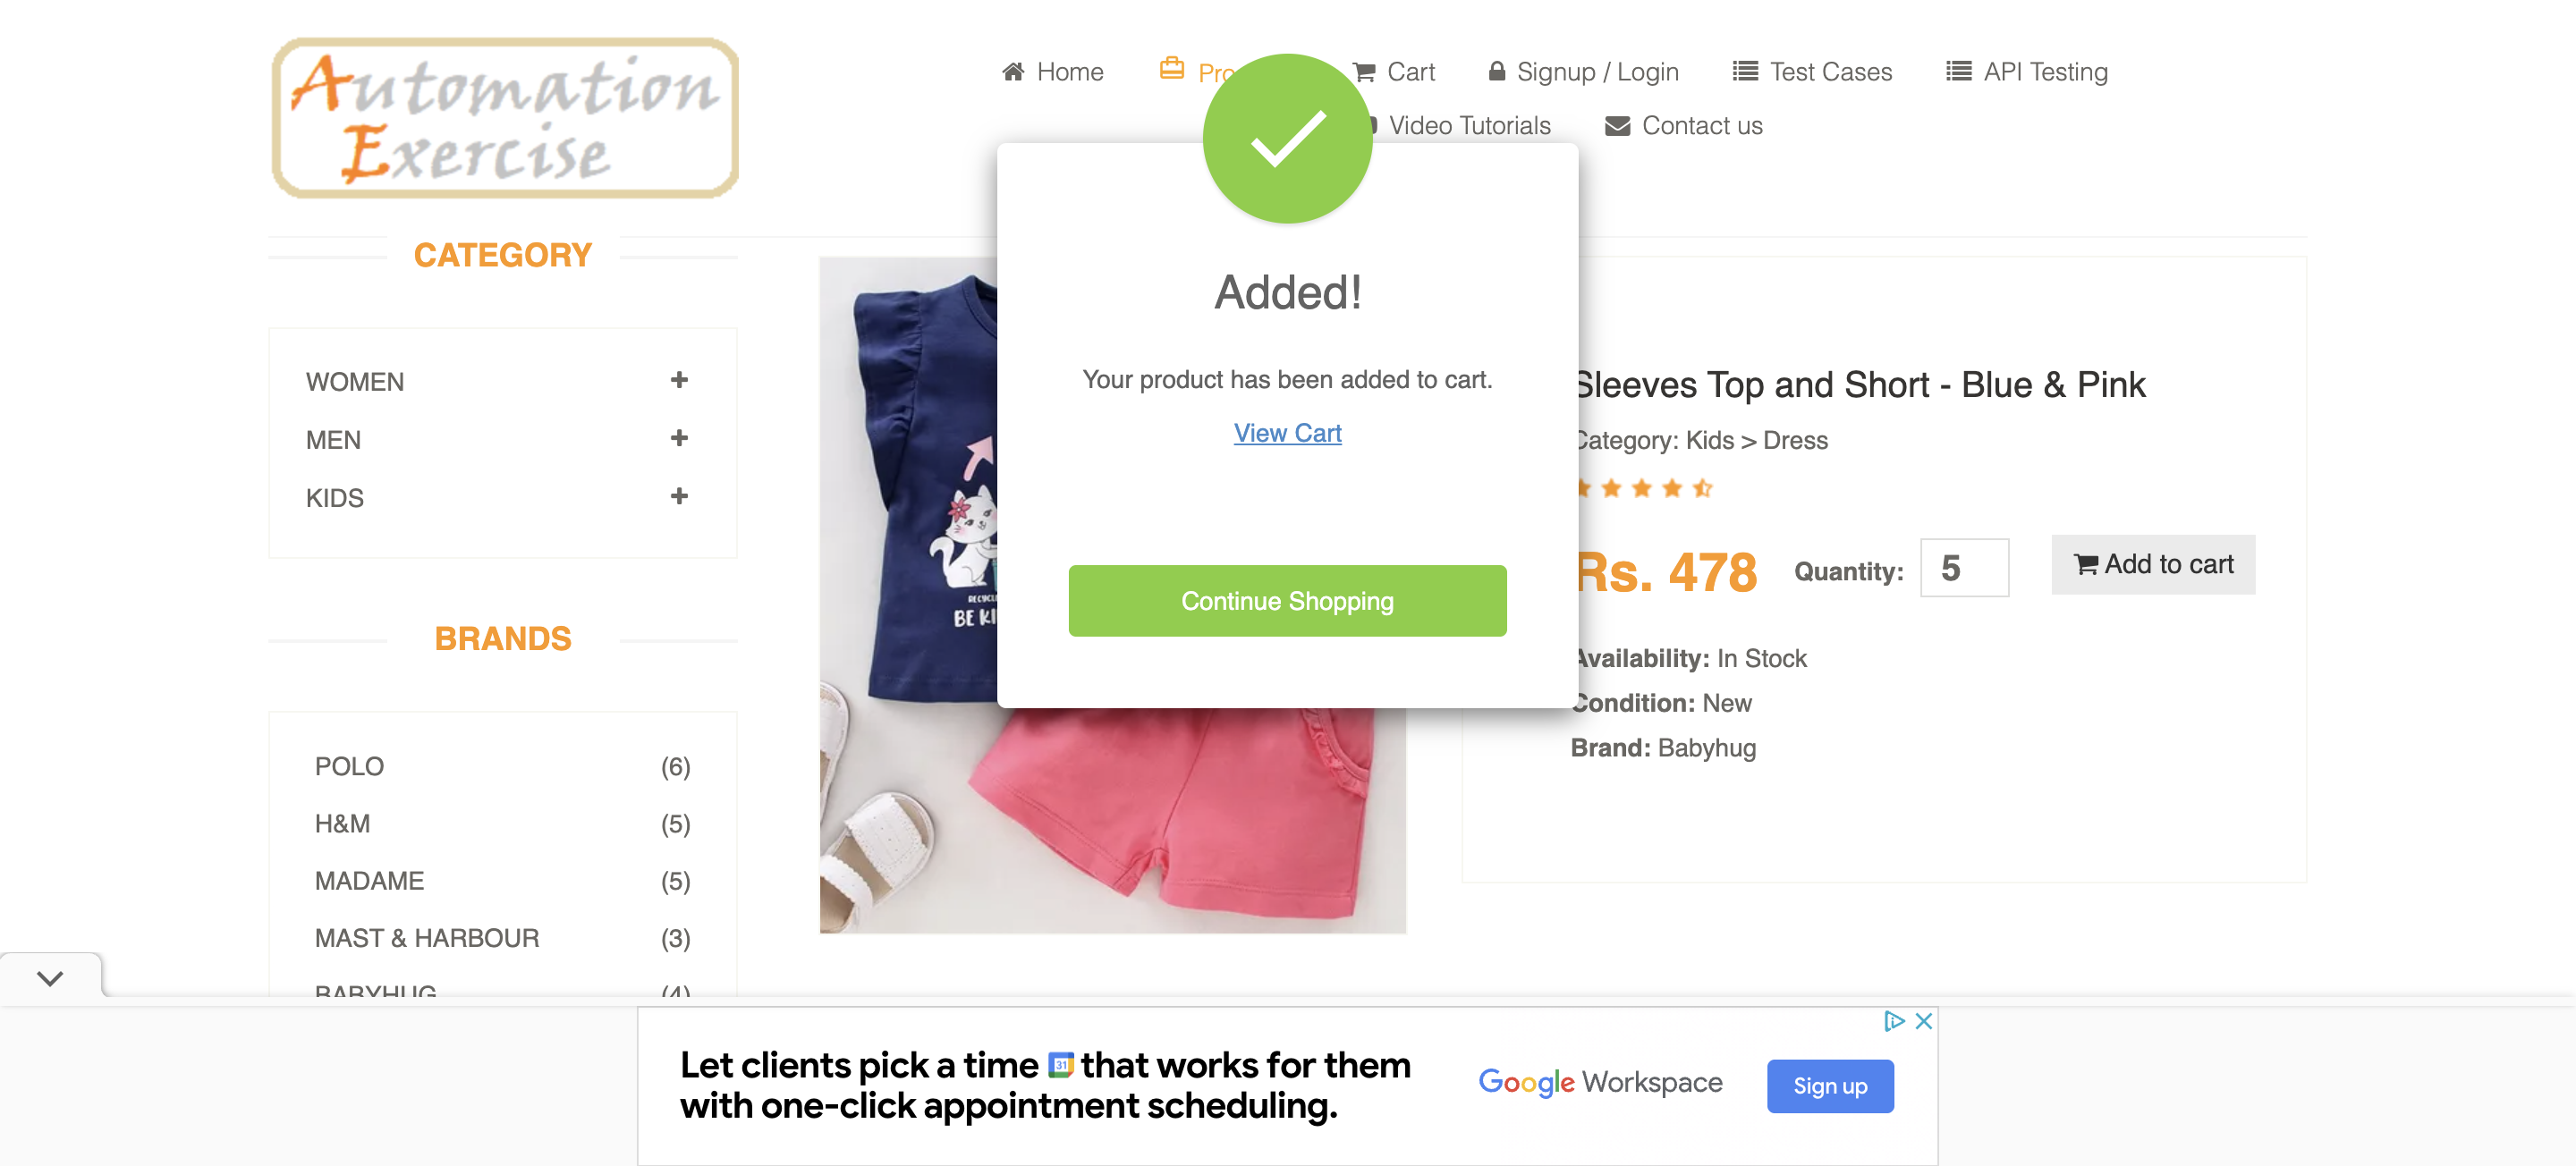 Automation
Exercise
Home
Cart
Signup / Login
Test Cases
API Testing
Video Tutorials
Contact us
CATEGORY
WOMEN
MEN
KIDS
BRANDS
POLO (6)
H&M (5)
MADAME (5)
MAST & HARBOUR (3)
BABYHUG (4)
Added!
Your product has been added to cart.
View Cart
Continue Shopping
BE
Sleeves Top and Short - Blue & Pink
Category: Kids > Dress
Rs. 478 Quantity: 5 Add to cart
Availability: In Stock
Condition: New
Brand: Babyhug
Let clients pick a time 31 that works for them
with one-click appointment scheduling.
Google Workspace
Sign up